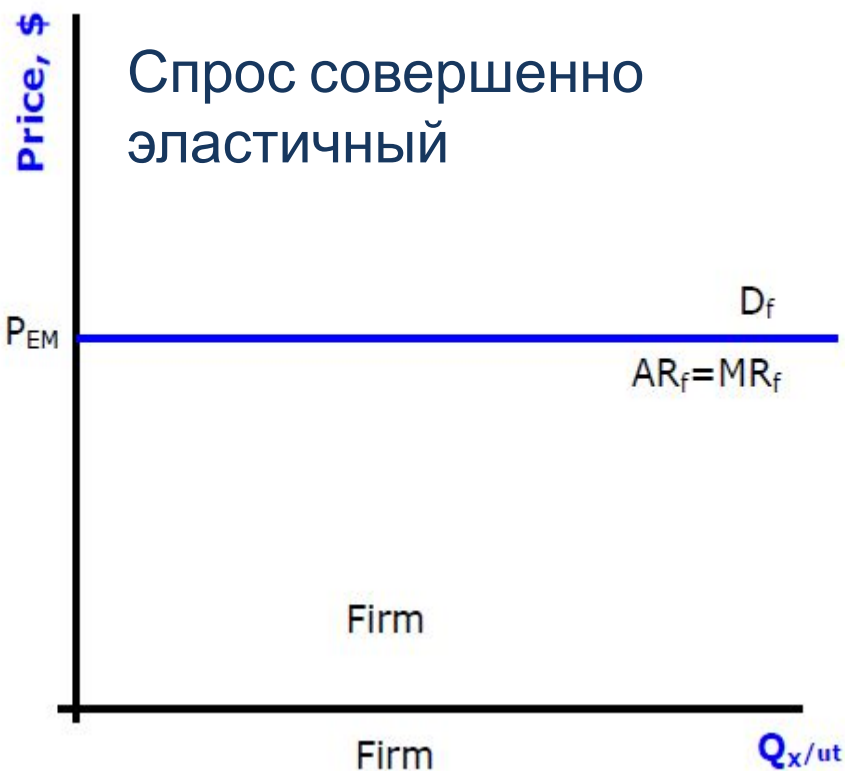 Price, $
Спрос совершенно
эластичный
Df
PEM
ARf=MRf
Firm
Firm
Qx/ut